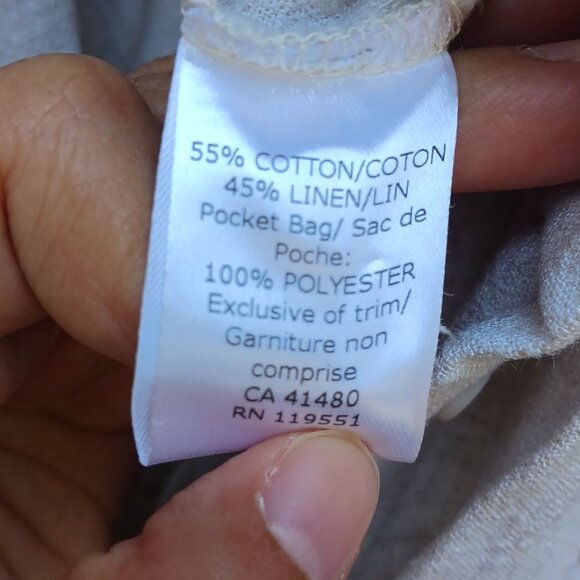 55% COTTON/COTON
45% LINEN/LIN
Pocket Bag/ Sac de
Poche:
100% POLYESTER
Exclusive of trim/
Garniture non
comprise
CA 41480
RN 119551